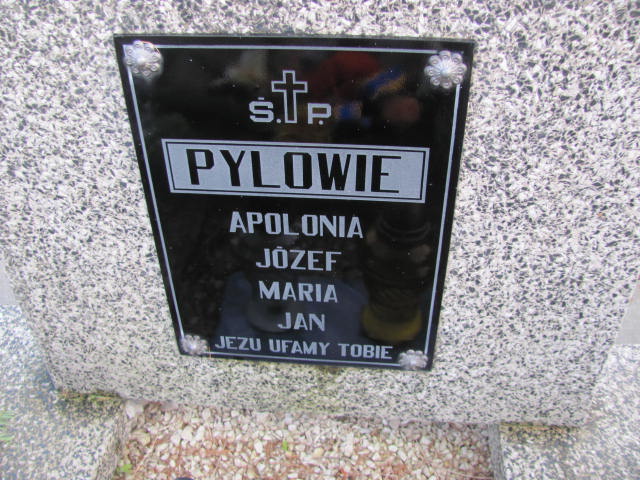 Ś. P.
PYLOWIE
APOLONIA
JÓZEF
MARIA
JAN
JEZU UFAMY TOBIE